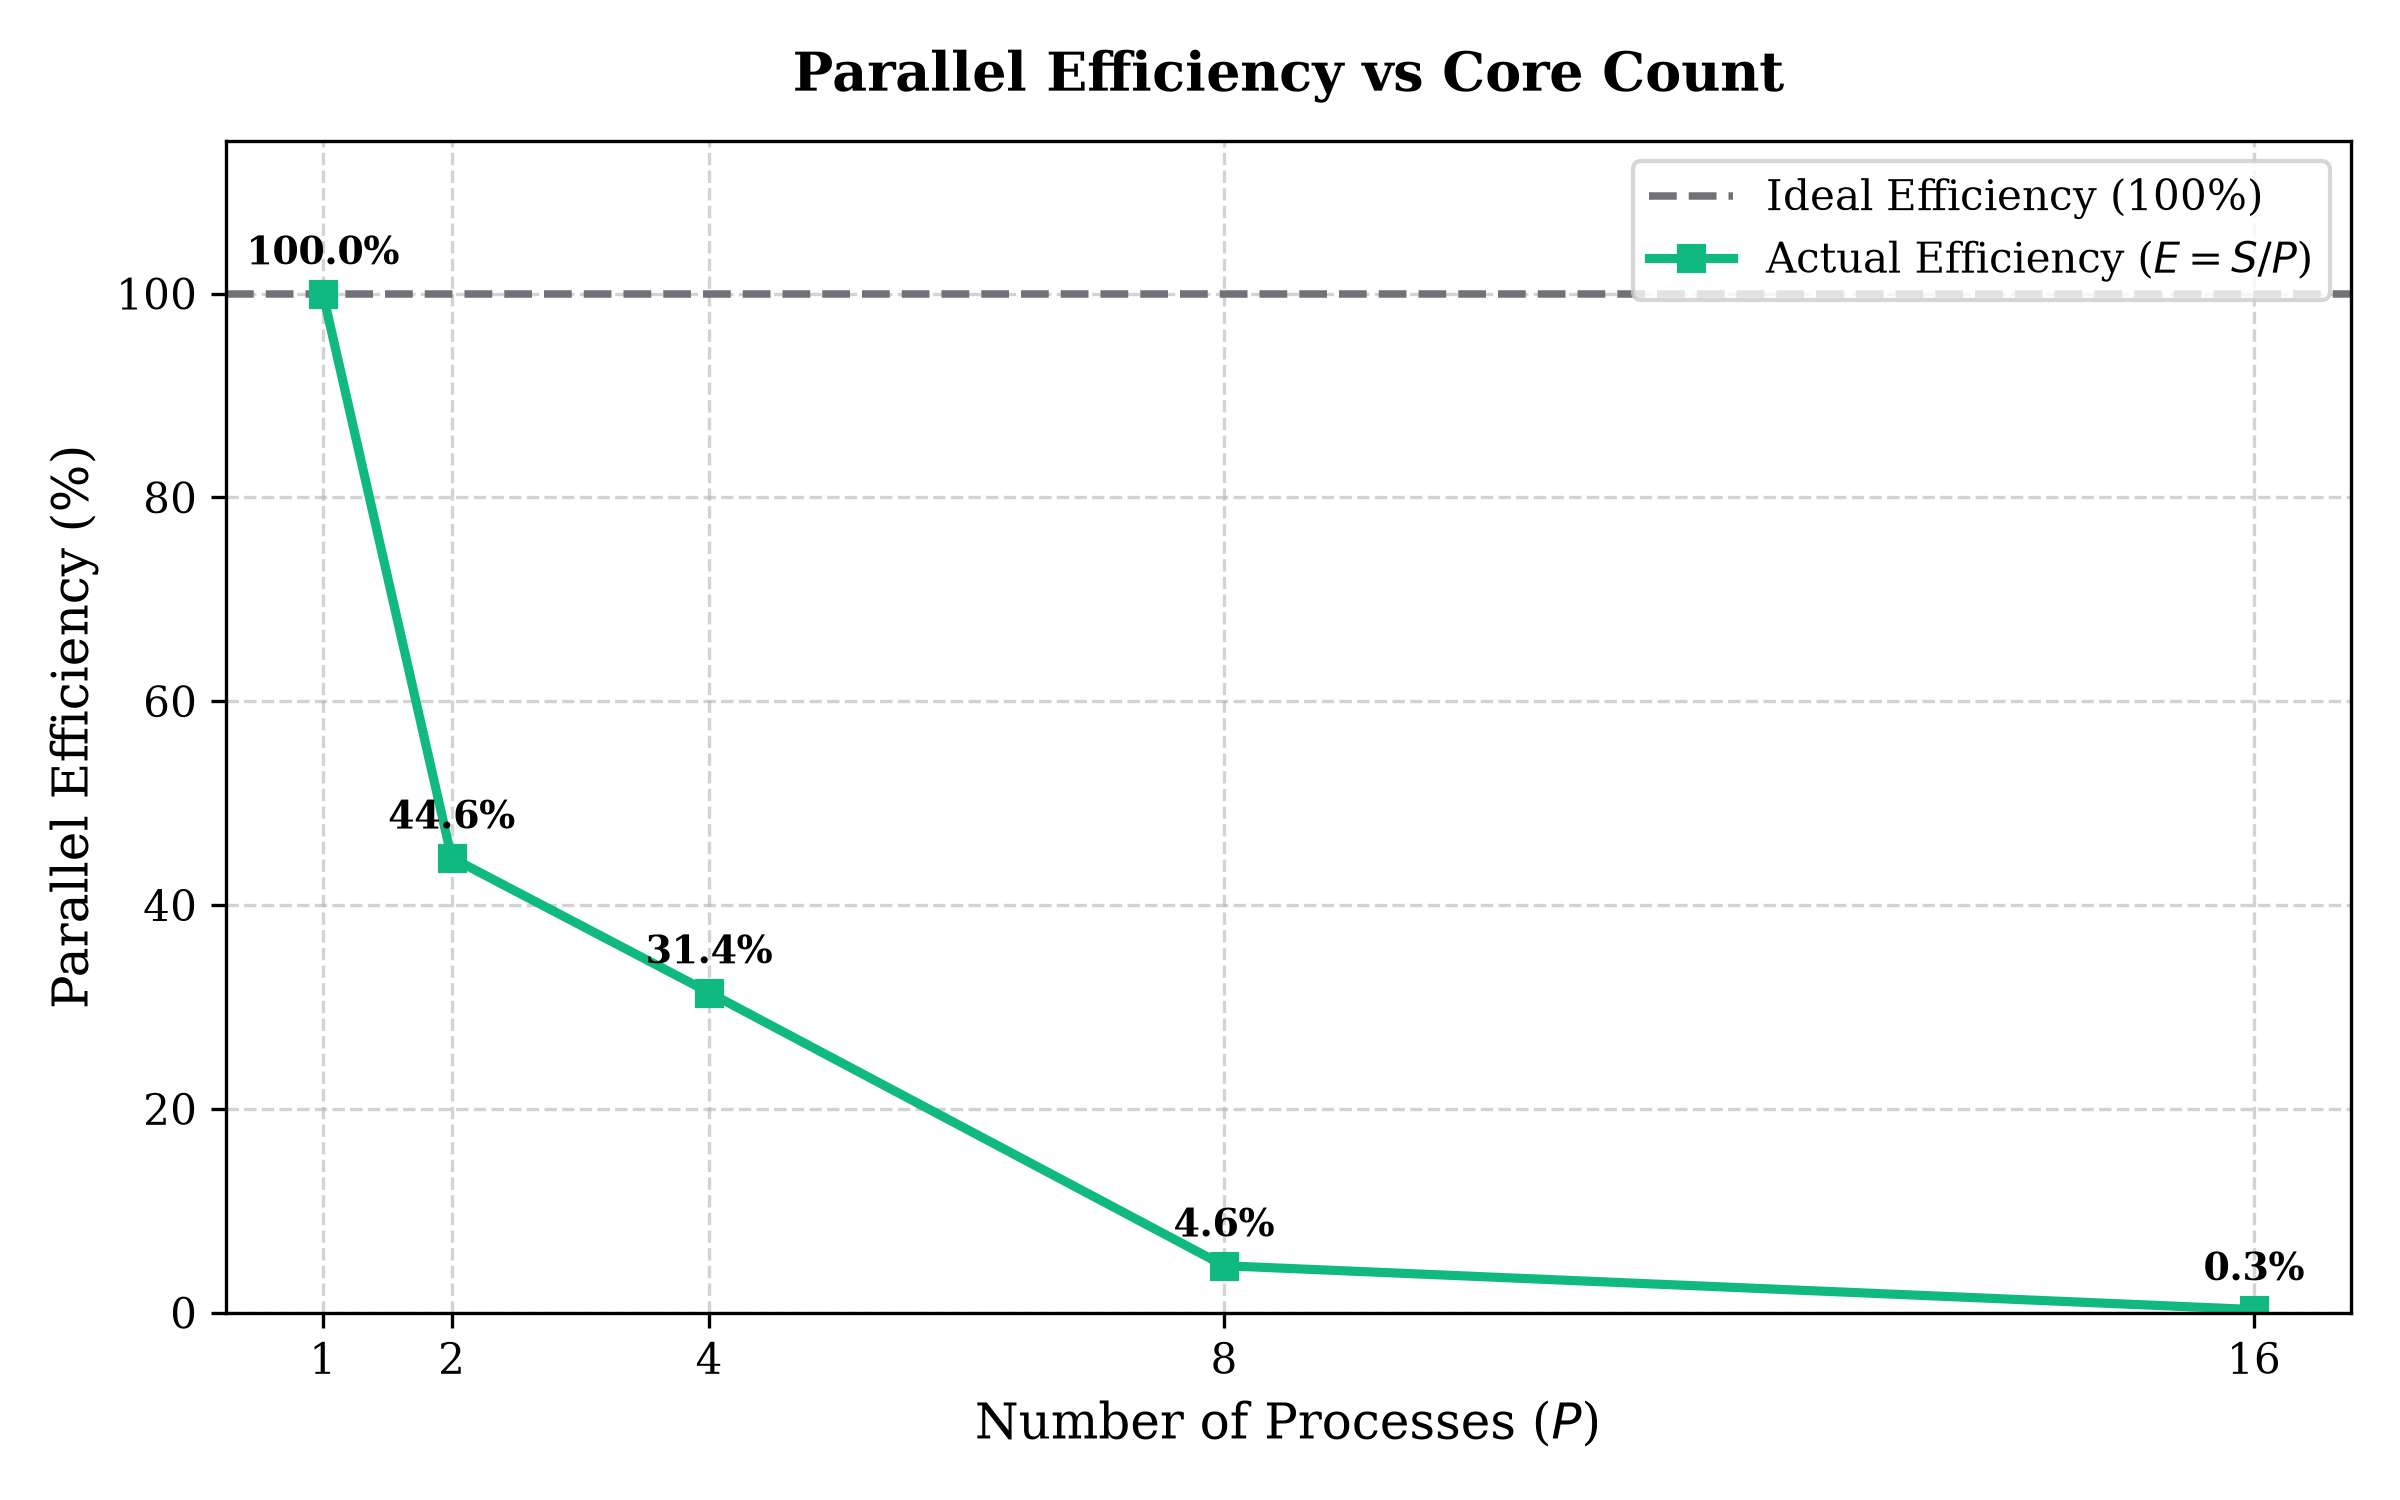 Parallel Efficiency vs Core Count
Ideal Efficiency (100%)
Actual Efficiency (E = S/P)
100.0%
44.6%
31.4%
4.6%
0.3%
Parallel Efficiency (%)
100
80
60
40
20
0
1 2 4 8 16
Number of Processes (P)